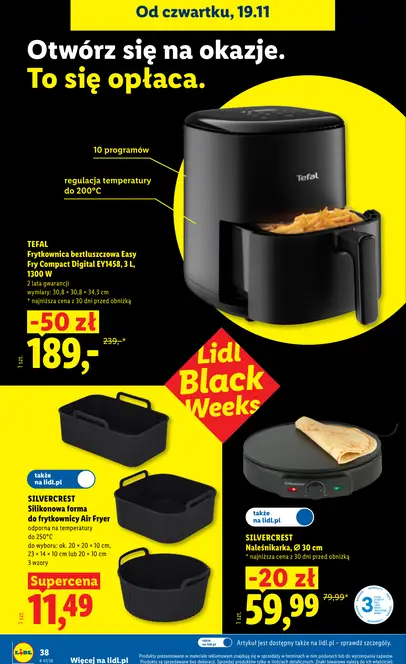 Od czwartku, 19.11
Otwórz się na okazje.
To się opłaca.
10 programów
regulacja temperatury
do 200°C
Tefal
TEFAL
Frytkownica beztłuszczowa Easy
Fry Compact Digital EY1458, 3 L,
1300 W
2 lata gwarancji
wymiary: 30,8 × 30,8 × 34,3 cm
* najniższa cena z 30 dni przed obniżką
-50 zł
239,-*
189,-
1 szt.
Lidl
Black
Weeks
także
na lidl.pl
SILVERCREST
Silikonowa forma
do frytkownicy Air Fryer
odporna na temperatury
do 250°C
do wyboru: ok. 20 × 20 × 10 cm,
23 × 14 × 10 cm lub 20 × 10 cm
3 wzory
Supercena
11,49
1 szt.
także
na lidl.pl
SILVERCREST
Naleśnikarka, Ø 30 cm
* najniższa cena z 30 dni przed obniżką
-20 zł
79,99*
59,99
1 szt.
3
LIDL
38
Więcej na lidl.pl
także
na lidl.pl
Artykuł jest dostępny także na lidl.pl – sprawdź szczegóły.